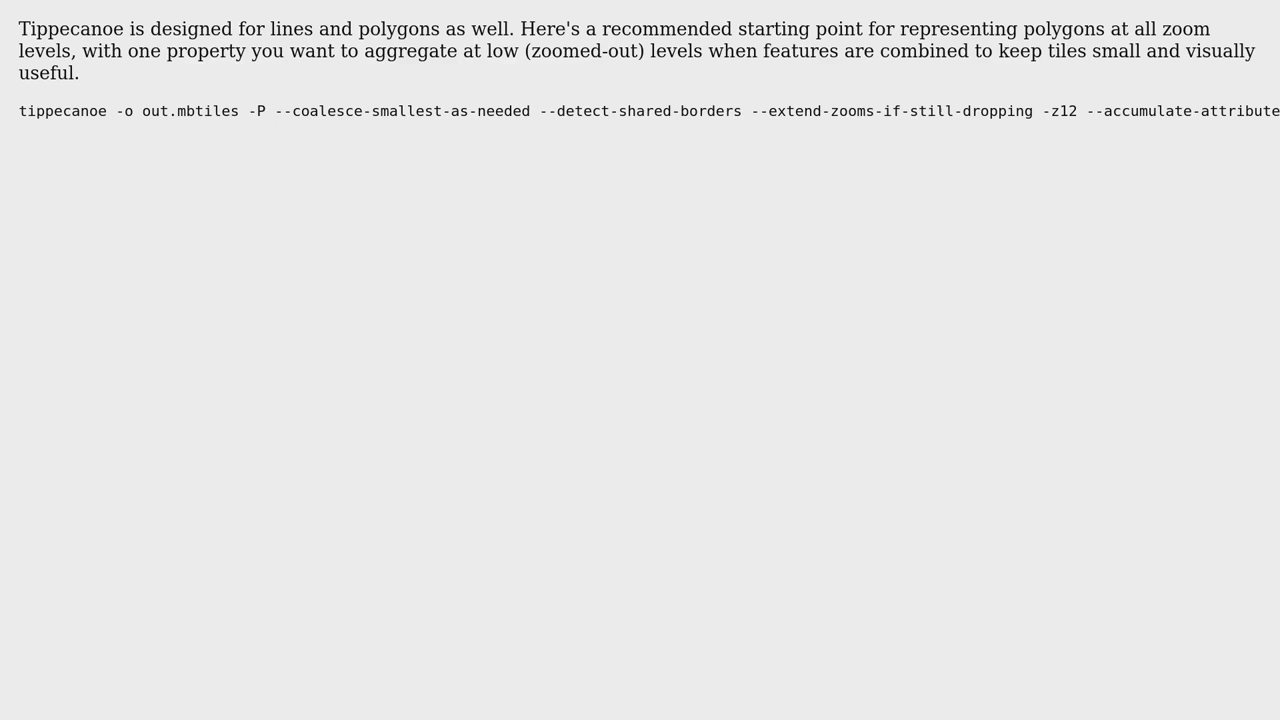 Tippecanoe is designed for lines and polygons as well. Here's a recommended starting point for representing polygons at all zoom
levels, with one property you want to aggregate at low (zoomed-out) levels when features are combined to keep tiles small and visually
useful.
tippecanoe -o out.mbtiles -P --coalesce-smallest-as-needed --detect-shared-borders --extend-zooms-if-still-dropping -z12 --accumulate-attribute